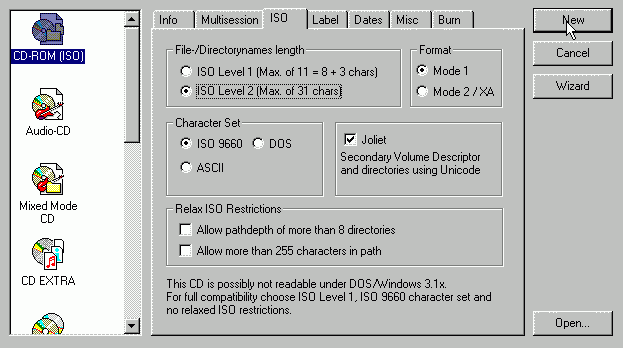 CD-ROM (ISO)
Audio-CD
Mixed Mode
CD
CD EXTRA
Info Multisession ISO Label Dates Misc Burn
File-/Directorynames length
ISO Level 1 (Max. of 11 = 8 + 3 chars)
ISO Level 2 (Max. of 31 chars)
Format
Mode 1
Mode 2 / XA
Character Set
ISO 9660 DOS
ASCII
Joliet
Secondary Volume Descriptor
and directories using Unicode
Relax ISO Restrictions
Allow pathdepth of more than 8 directories
Allow more than 255 characters in path
This CD is possibly not readable under DOS/Windows 3.1x.
For full compatibility choose ISO Level 1, ISO 9660 character set and
no relaxed ISO restrictions.
New
Cancel
Wizard
Open...